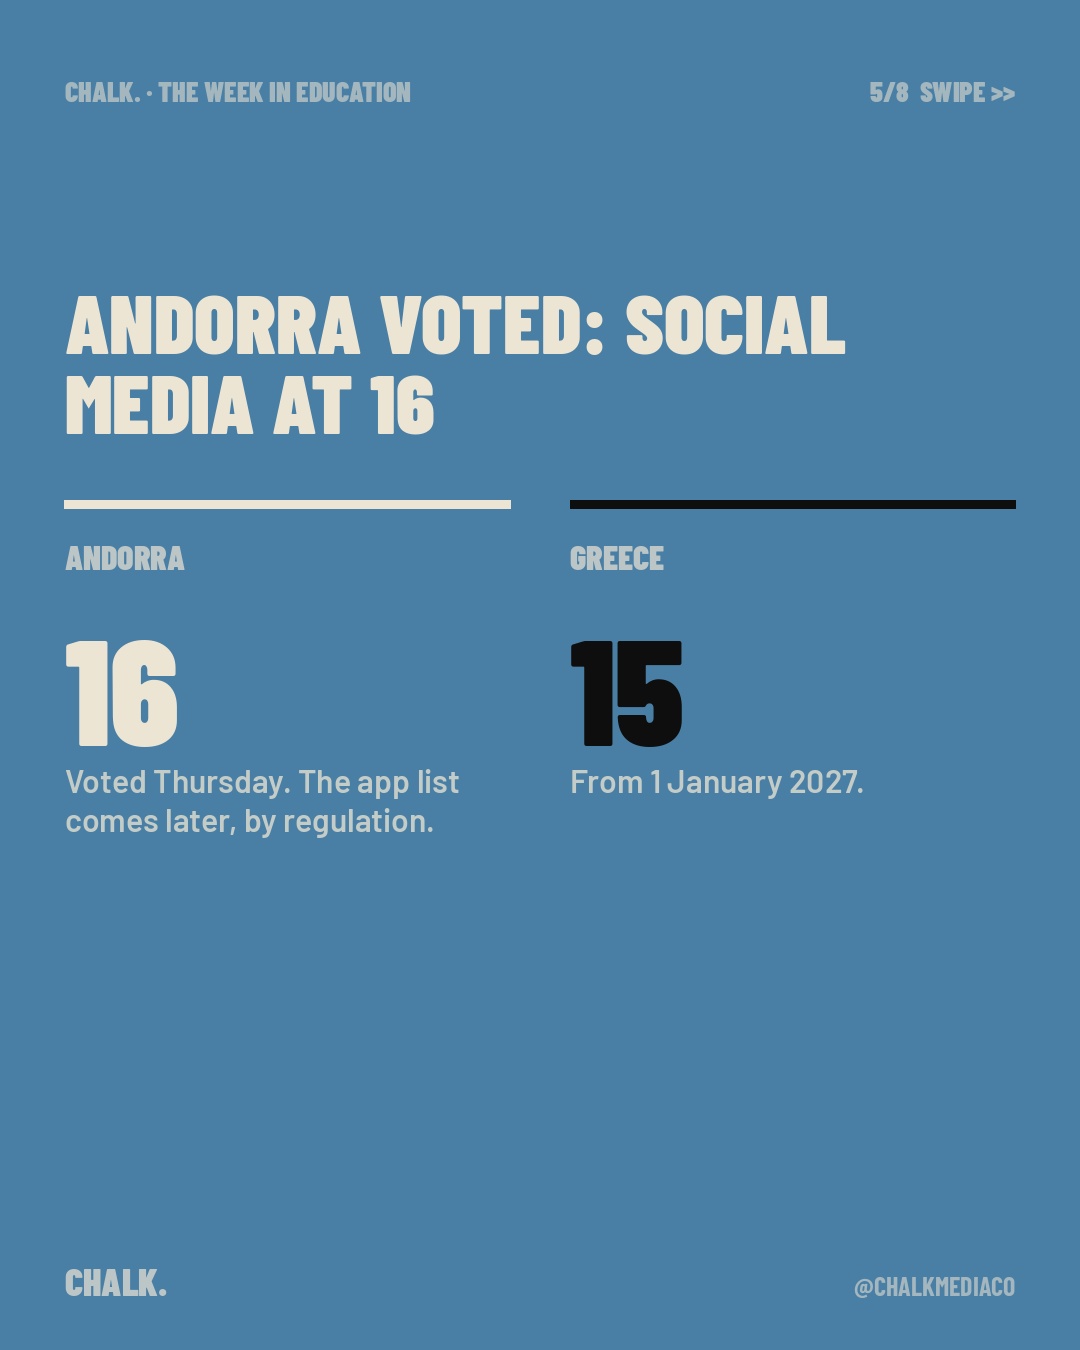 CHALK. · THE WEEK IN EDUCATION
5/8 SWIPE >>
ANDORRA VOTED: SOCIAL
MEDIA AT 16
ANDORRA
16
Voted Thursday. The app list
comes later, by regulation.
GREECE
15
From 1 January 2027.
CHALK.
@CHALKMEDIACO